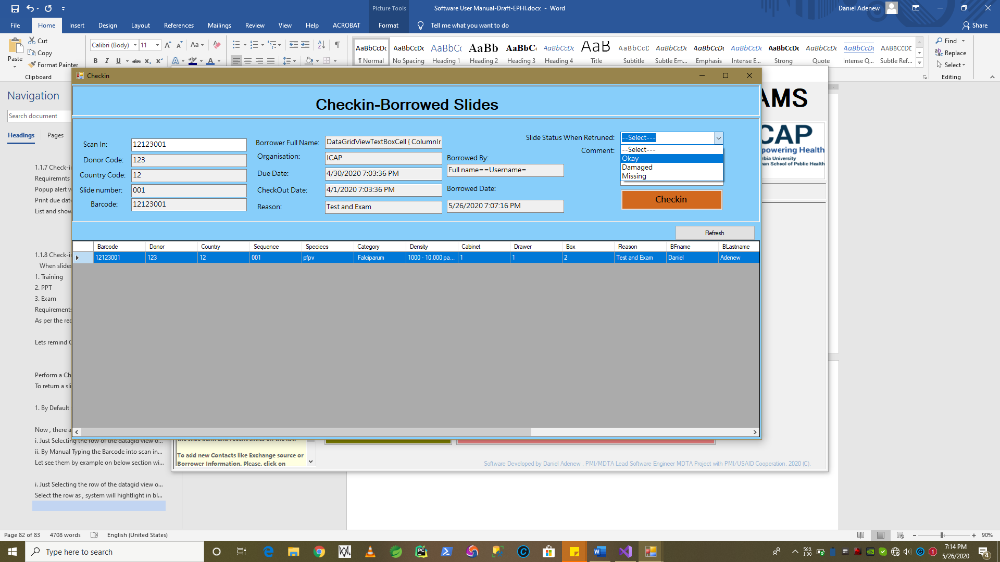 Picture Tools
Software User Manual-Draft-EPHI.docx - Word
Daniel Adenew
File Home Insert Design Layout References Mailings Review View Help ACROBAT Format Tell me what you want to do Share
Paste
Cut
Copy
Format Painter
Clipboard
Calibri (Body) 11
AaBbCcDc AaBbCcDc AaBbCc AaBb AaBbC AaBbCcDc AaB AaBbCcD AaBbCcDc AaBbCcDc AaBbCcDc AaBbCcDc AaBbCcDc AaBbCcDc AABBCCDE
¶ Normal No Spacing Heading 1 Heading 2 Heading 3 Heading 4 Title Subtitle Subtle Em... Emphasis Intense E... Strong Quote Intense Q... Subtle Ref...
Find
Replace
Select
Editing
Navigation
Search document
Headings Pages
1.1.7 Check-i
Requiremnts
Popup alert
Print due dat
List and show
1.1.8 Check-i
When slides
1. Training
2. PPT
3. Exam
Requirements
As per the rec
Lets remind
Perform a Ch
To return a sli
1. By Default
Now , there a
i. Just Selecting the row of the datagid view o...
ii. By Manual Typing the Barcode into scan in...
Let see them by example on below section wi...
i. Just Selecting the row of the datagid view o...
Select the row as , system will hightlight in bl...
Checkin
Checkin-Borrowed Slides
Scan In: 12123001
Donor Code: 123
Country Code: 12
Slide number: 001
Barcode: 12123001
Borrower Full Name: DataGridViewTextBoxCell { ColumnIn
Organisation: ICAP
Due Date: 4/30/2020 7:03:36 PM
CheckOut Date: 4/1/2020 7:03:36 PM
Reason: Test and Exam
Borrowed By:
Full name==Username=
Borrowed Date:
5/26/2020 7:07:16 PM
Slide Status When Retruned: --Select---
Comment:
--Select---
Okay
Damaged
Missing
Checkin
Refresh
Barcode Donor Country Sequence Speciecs Category Density Cabinet Drawer Box Reason BFname BLastname
12123001 123 12 001 pfpv Falciparum 1000 - 10,000 pa... 1 1 2 Test and Exam Daniel Adenew
AMS
CAP
powering Health
bia University
man School of Public Health
the slide bank and recent slides on the list.
To add new Contacts like Exchange source or
Borrower Information. Please, click on
Software Developed by Daniel Adenew , PMI/MDTA Lead Software Engineer MDTA Project with PMI/USAID Cooperation, 2020 (C).
Page 82 of 83 4708 words English (United States)
90%
Type here to search
58%
1:00
7:14 PM
5/26/2020
4